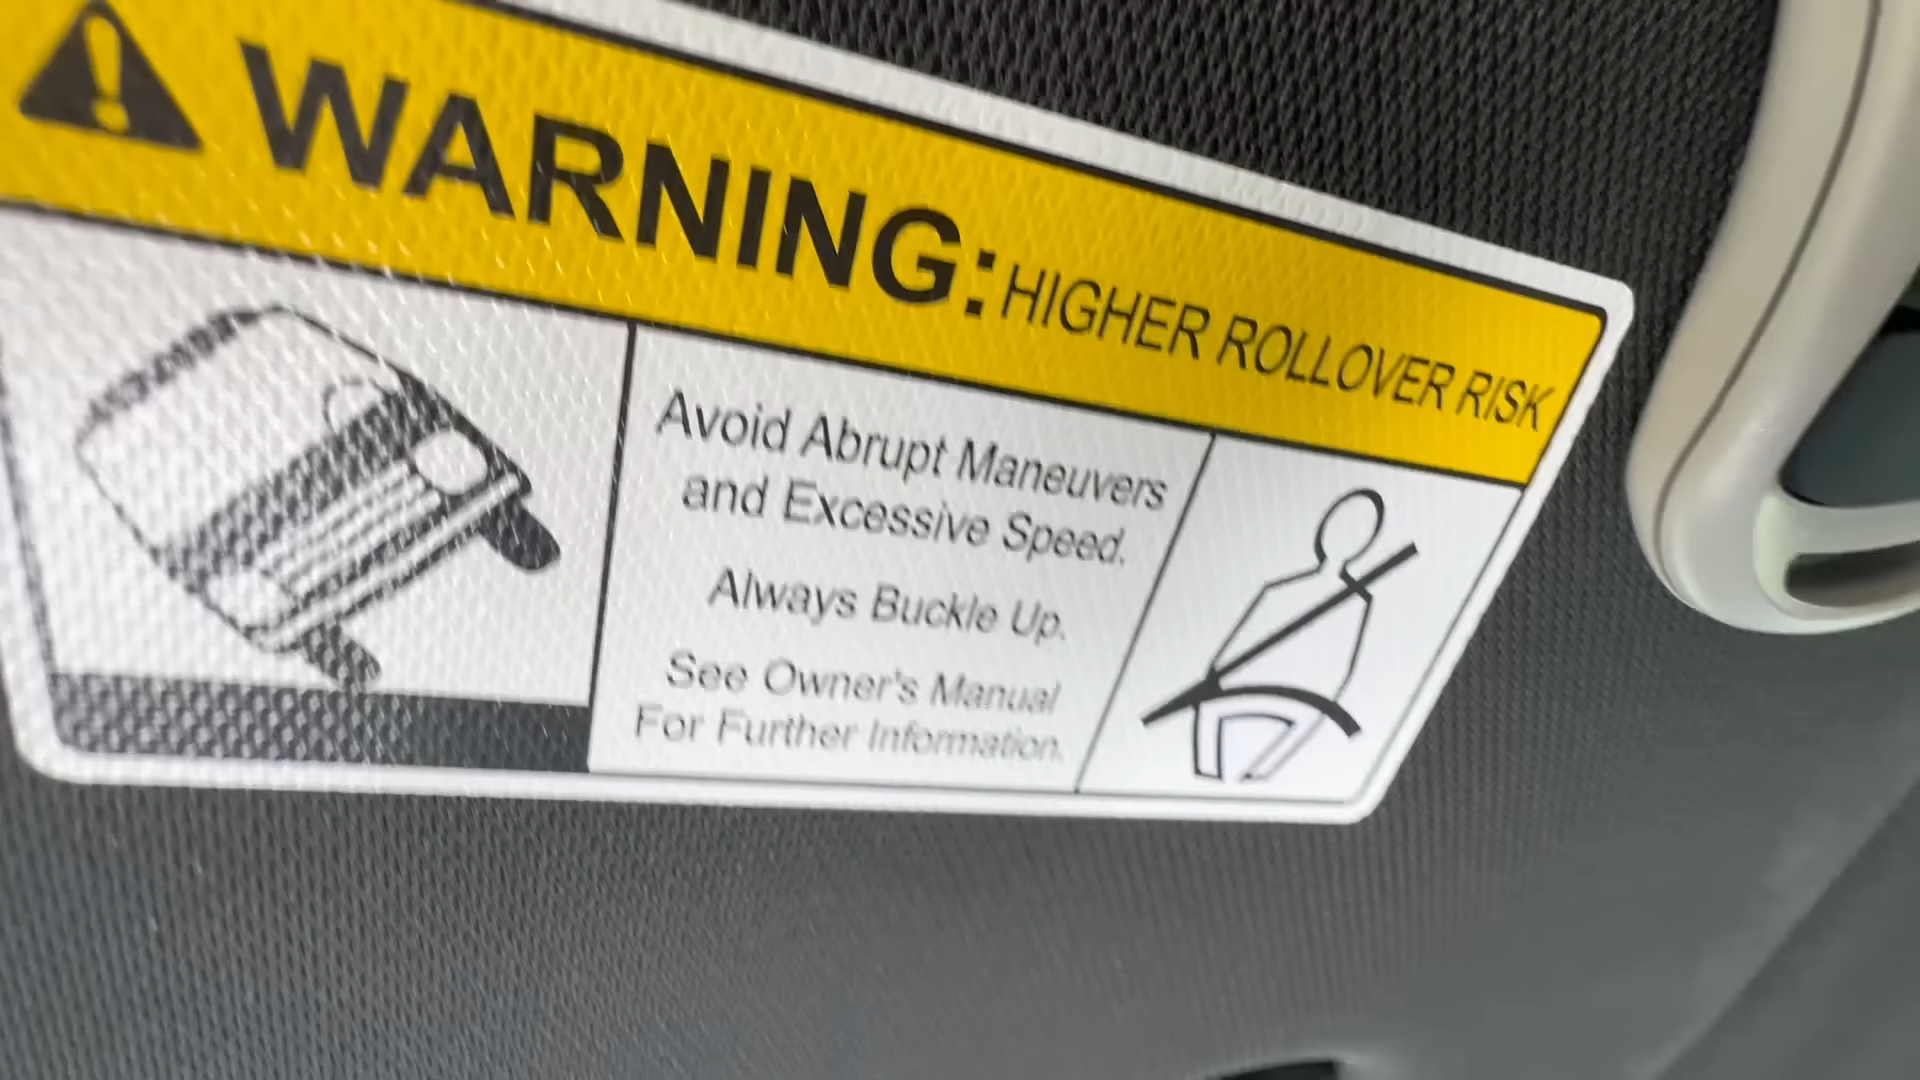 WARNING: HIGHER ROLLOVER RISK
Avoid Abrupt Maneuvers
and Excessive Speed.
Always Buckle Up.
See Owner's Manual
For Further Information.